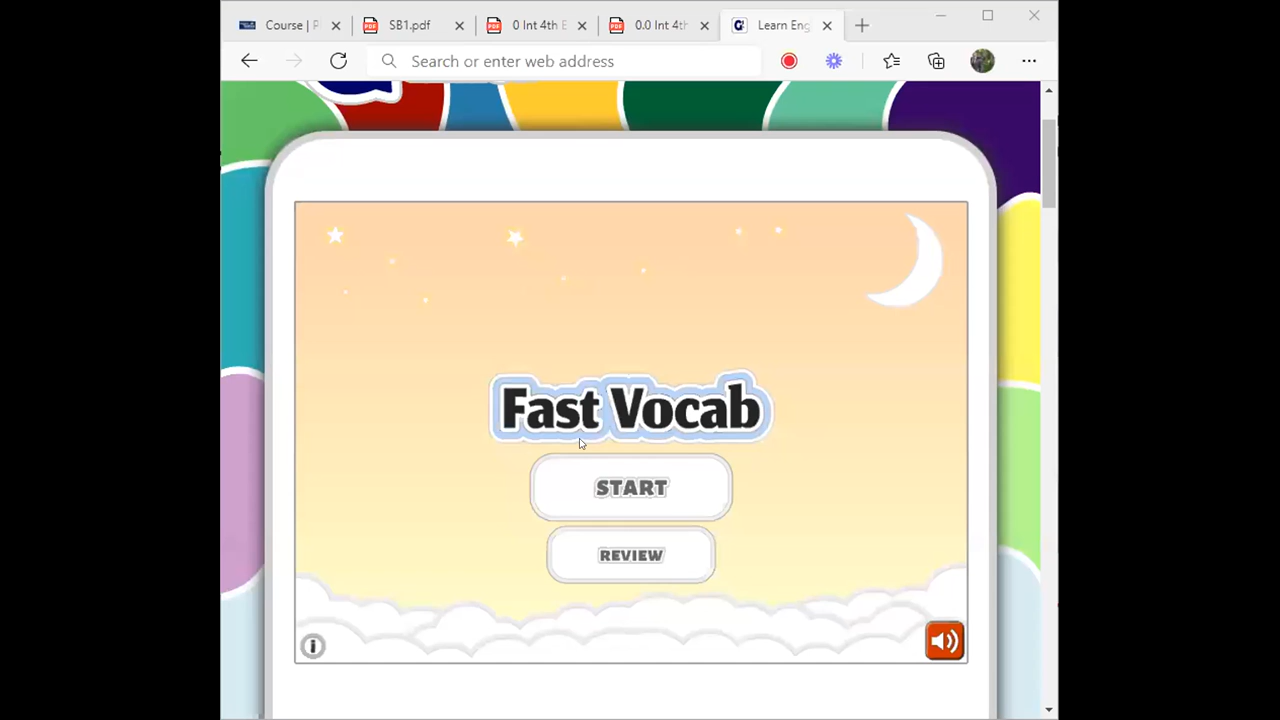 Course | P
SB1.pdf
0 Int 4th E
0.0 Int 4th
Learn Eng
Search or enter web address
Fast Vocab
START
REVIEW
i